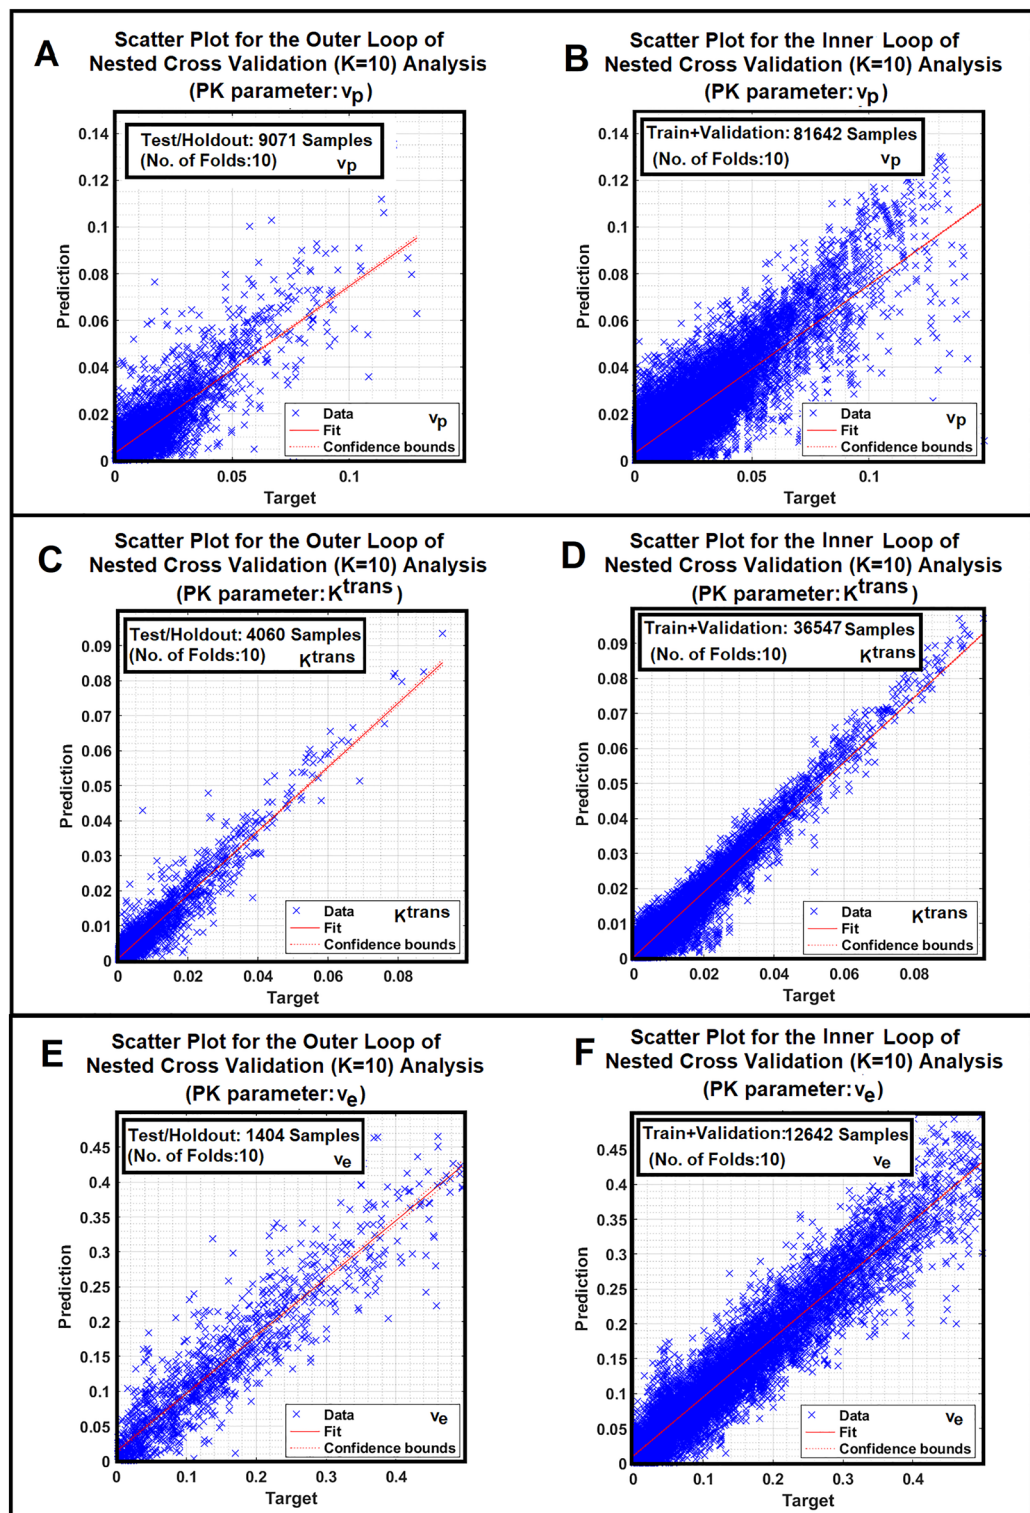 A
Scatter Plot for the Outer Loop of
Nested Cross Validation (K=10) Analysis
(PK parameter: vp)
Test/Holdout: 9071 Samples
(No. of Folds:10) vp
0.14
0.12
0.1
0.08
0.06
0.04
0.02
0
Prediction
Data vp
Fit
Confidence bounds
0 0.05 0.1
Target
B
Scatter Plot for the Inner Loop of
Nested Cross Validation (K=10) Analysis
(PK parameter: vp)
Train+Validation: 81642 Samples
(No. of Folds:10) vp
0.14
0.12
0.1
0.08
0.06
0.04
0.02
0
Prediction
Data vp
Fit
Confidence bounds
0 0.05 0.1
Target
C
Scatter Plot for the Outer Loop of
Nested Cross Validation (K=10) Analysis
(PK parameter: Ktrans)
Test/Holdout: 4060 Samples
(No. of Folds:10) Ktrans
0.09
0.08
0.07
0.06
0.05
0.04
0.03
0.02
0.01
0
Prediction
Data Ktrans
Fit
Confidence bounds
0 0.02 0.04 0.06 0.08
Target
D
Scatter Plot for the Inner Loop of
Nested Cross Validation (K=10) Analysis
(PK parameter: Ktrans)
Train+Validation: 36547 Samples
(No. of Folds:10) Ktrans
0.09
0.08
0.07
0.06
0.05
0.04
0.03
0.02
0.01
0
Prediction
Data Ktrans
Fit
Confidence bounds
0.02 0.04 0.06 0.08
Target
E
Scatter Plot for the Outer Loop of
Nested Cross Validation (K=10) Analysis
(PK parameter: ve)
Test/Holdout: 1404 Samples
(No. of Folds:10) ve
0.45
0.4
0.35
0.3
0.25
0.2
0.15
0.1
0.05
0
Prediction
Data ve
Fit
Confidence bounds
0 0.1 0.2 0.3 0.4
Target
F
Scatter Plot for the Inner Loop of
Nested Cross Validation (K=10) Analysis
(PK parameter: ve)
Train+Validation: 12642 Samples
(No. of Folds:10) ve
0.45
0.4
0.35
0.3
0.25
0.2
0.15
0.1
0.05
0
Prediction
Data ve
Fit
Confidence bounds
0 0.1 0.2 0.3 0.4
Target